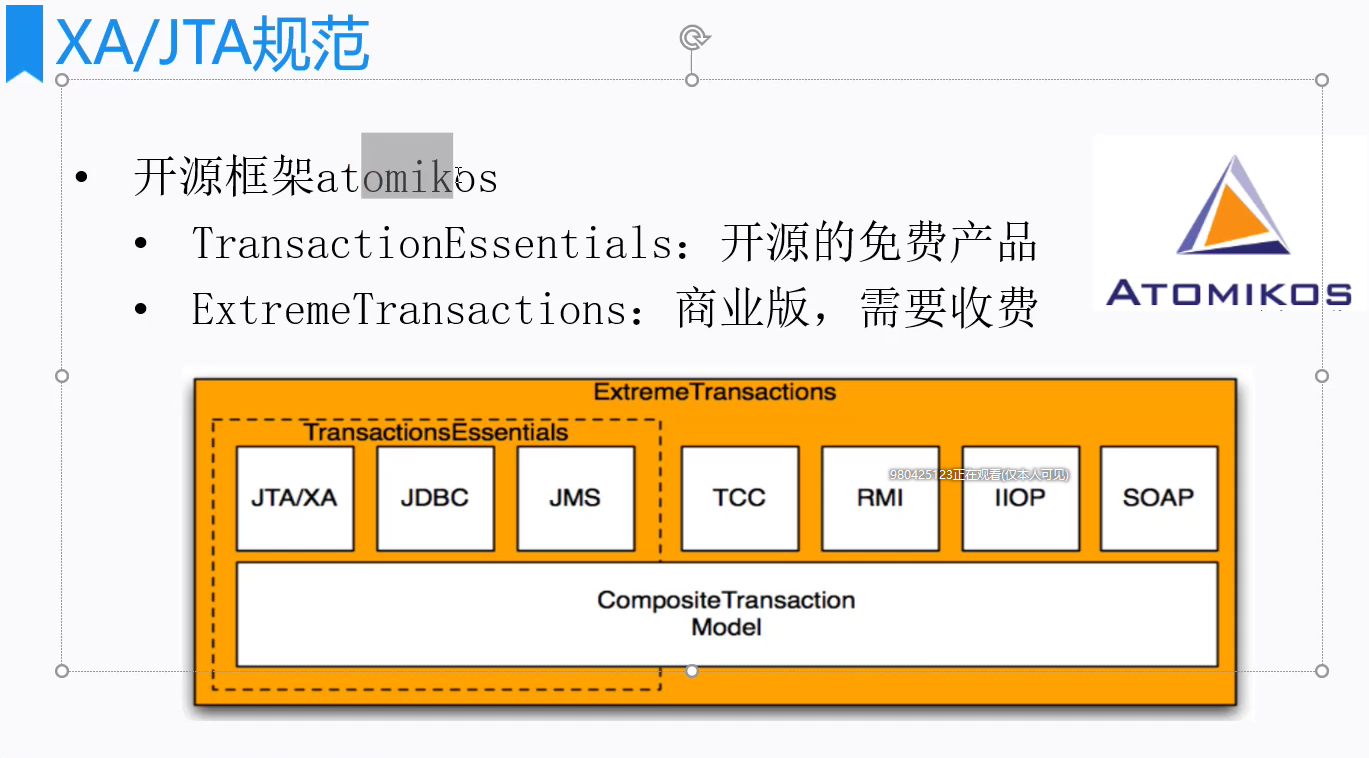 XA/JTA规范
• 开源框架atomikos
• TransactionEssentials：开源的免费产品
• ExtremeTransactions：商业版，需要收费
ATOMIKOS
ExtremeTransactions
TransactionsEssentials
980425123正在观看(仅本人可见)
JTA/XA JDBC JMS TCC RMI IIOP SOAP
CompositeTransaction
Model